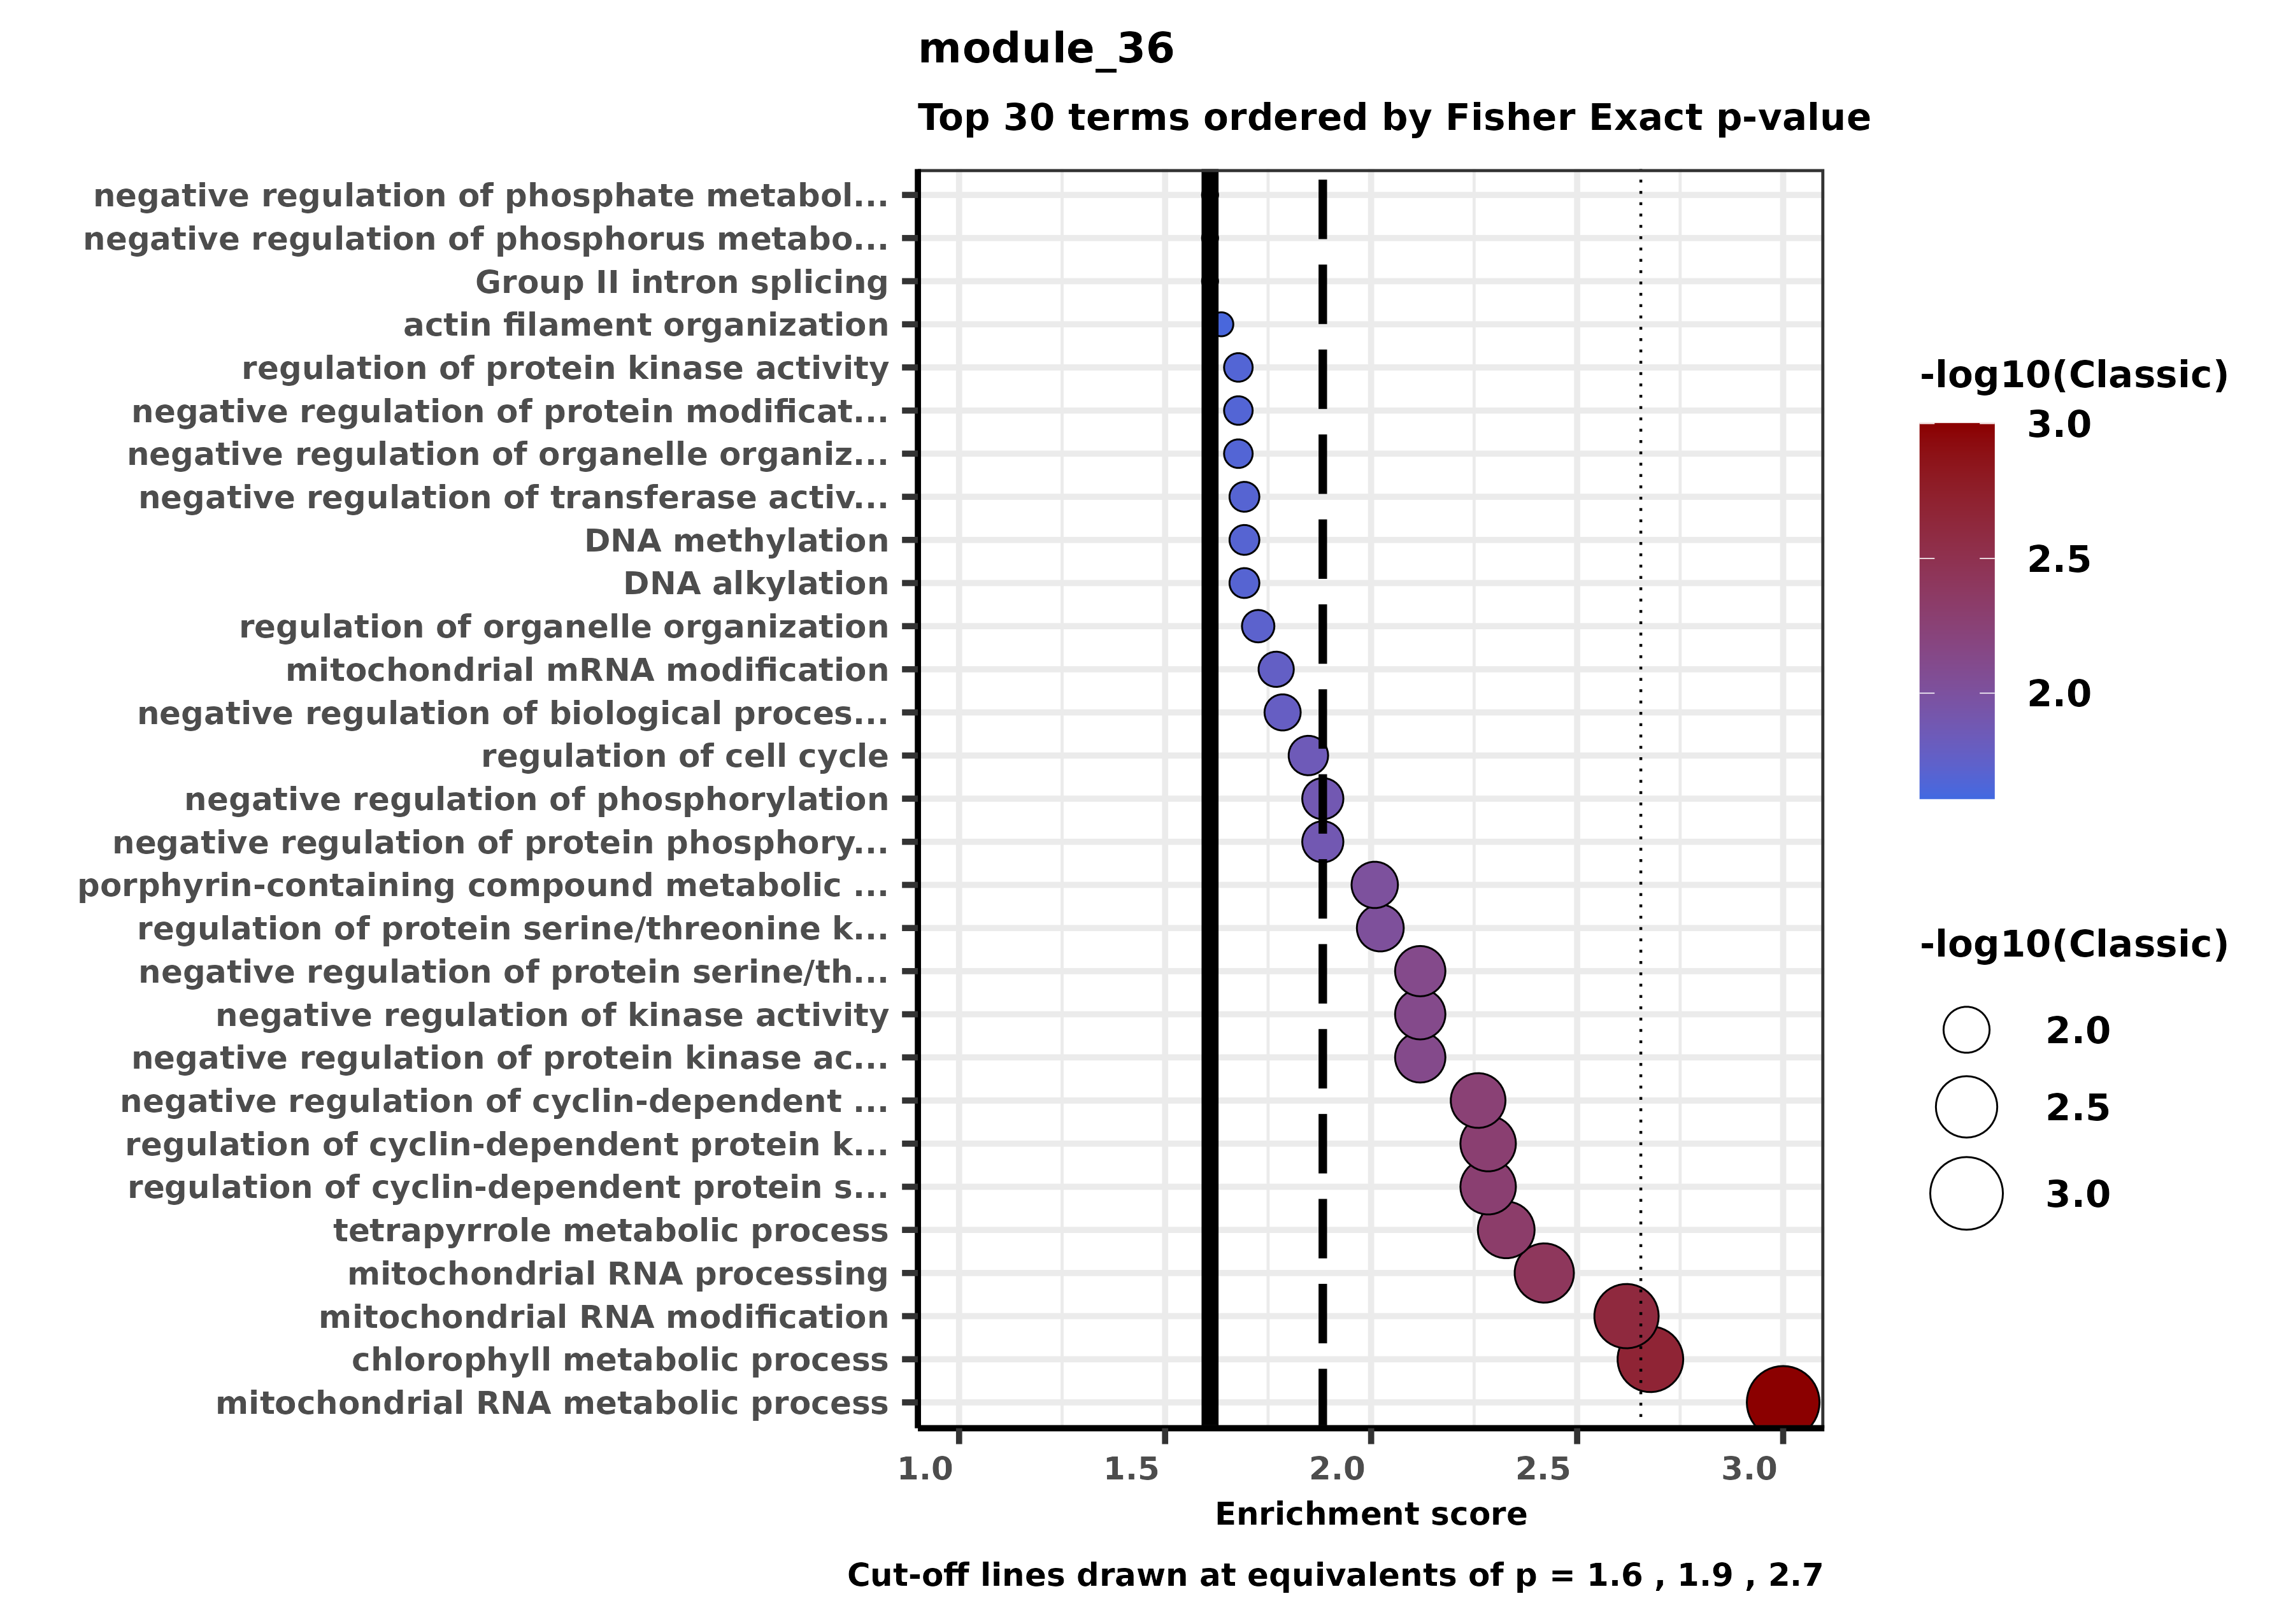 module_36
Top 30 terms ordered by Fisher Exact p-value
negative regulation of phosphate metabol...
negative regulation of phosphorus metabo...
Group II intron splicing
actin filament organization
regulation of protein kinase activity
negative regulation of protein modificat...
negative regulation of organelle organiz...
negative regulation of transferase activ...
DNA methylation
DNA alkylation
regulation of organelle organization
mitochondrial mRNA modification
negative regulation of biological proces...
regulation of cell cycle
negative regulation of phosphorylation
negative regulation of protein phosphory...
porphyrin-containing compound metabolic ...
regulation of protein serine/threonine k...
negative regulation of protein serine/th...
negative regulation of kinase activity
negative regulation of protein kinase ac...
negative regulation of cyclin-dependent ...
regulation of cyclin-dependent protein k...
regulation of cyclin-dependent protein s...
tetrapyrrole metabolic process
mitochondrial RNA processing
mitochondrial RNA modification
chlorophyll metabolic process
mitochondrial RNA metabolic process
1.0 1.5 2.0 2.5 3.0
Enrichment score
Cut-off lines drawn at equivalents of p = 1.6 , 1.9 , 2.7
-log10(Classic)
3.0
2.5
2.0
-log10(Classic)
2.0
2.5
3.0